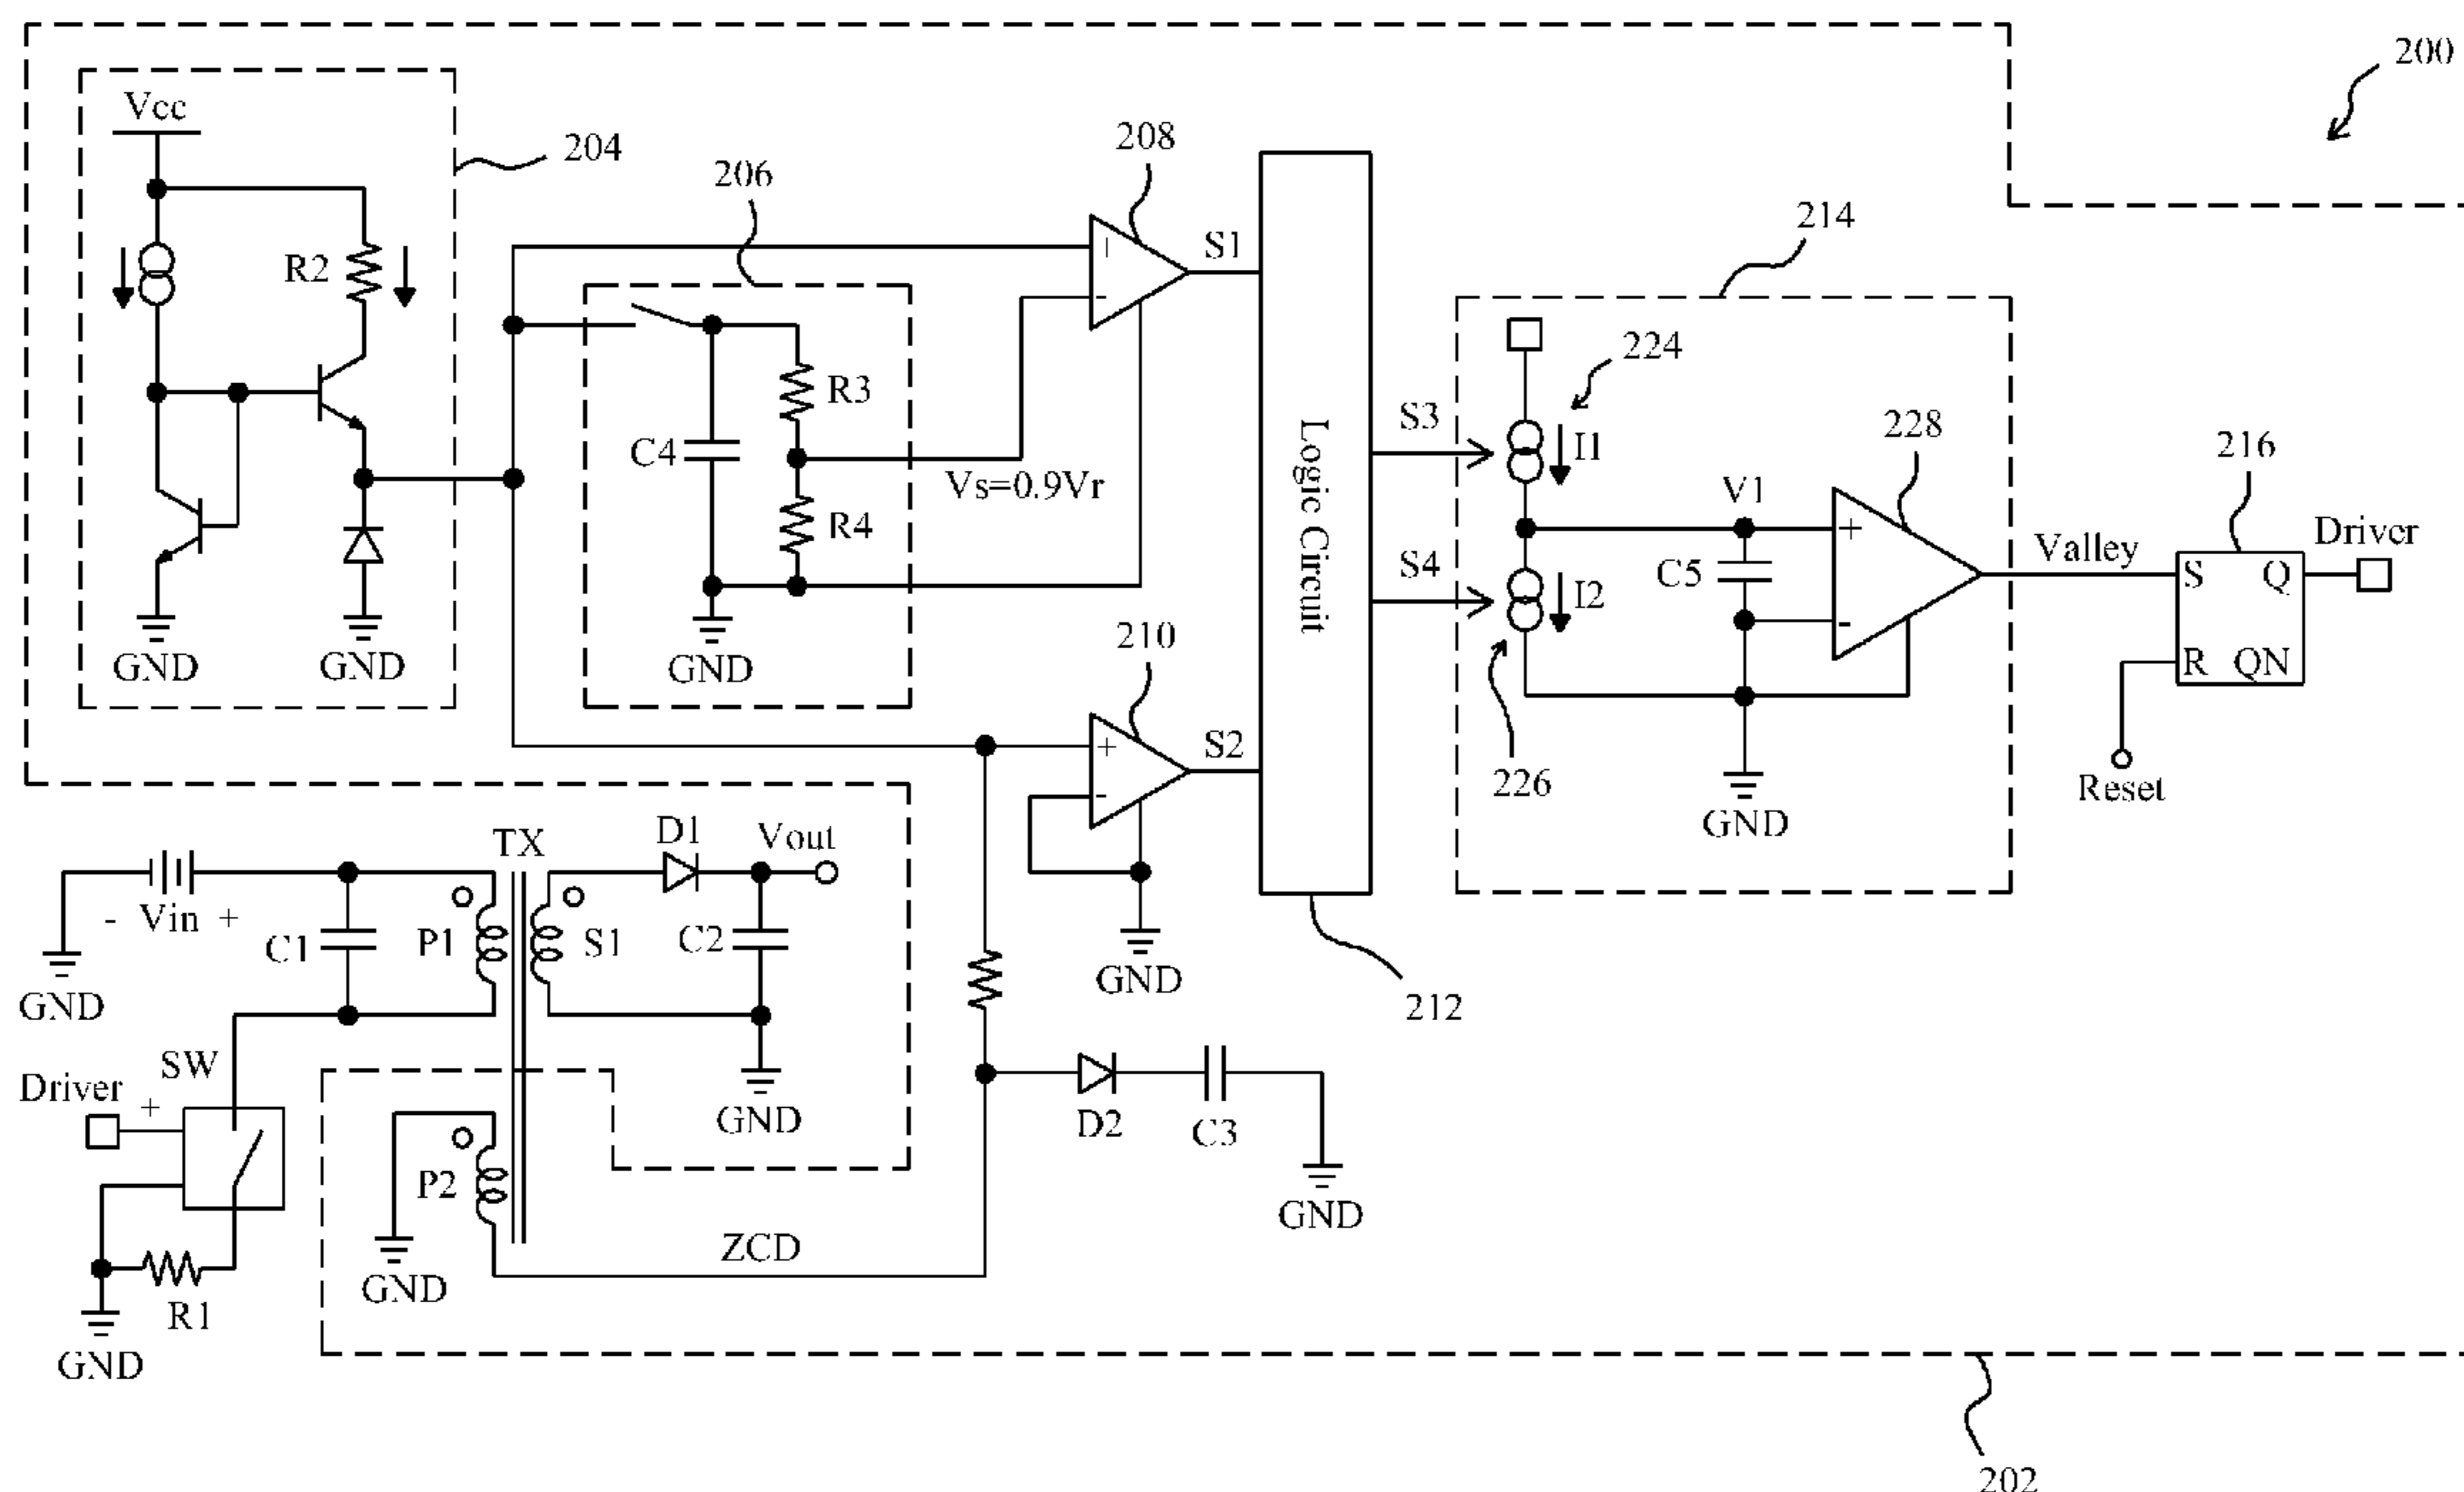 200
Vcc
204
208
206
R2
S1
214
224
R3
C4
S3
I1
228
216
Vs=0.9Vr
V1
Driver
R4
Logic Circuit
Valley
S4
C5
I2
S Q
GND
GND
GND
210
R QN
226
S2
Reset
GND
TX
D1
Vout
- Vin +
C1
P1
S1
C2
GND
GND
212
SW
Driver
+
D2
C3
GND
P2
GND
ZCD
GND
R1
GND
202